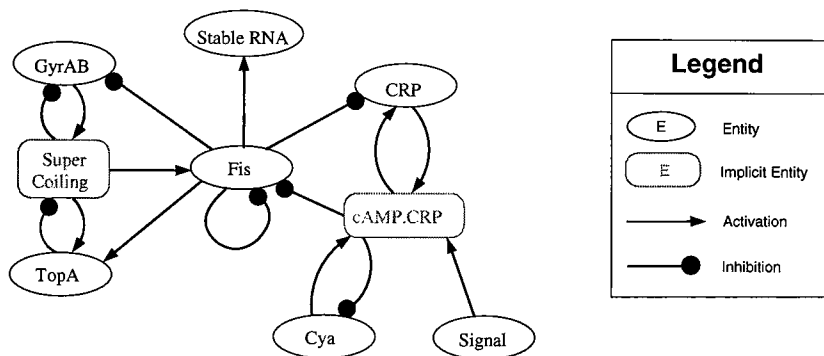 Stable RNA
GyrAB
CRP
Super
Coiling
Fis
cAMP.CRP
TopA
Cya
Signal
Legend
E
Entity
E
Implicit Entity
Activation
Inhibition